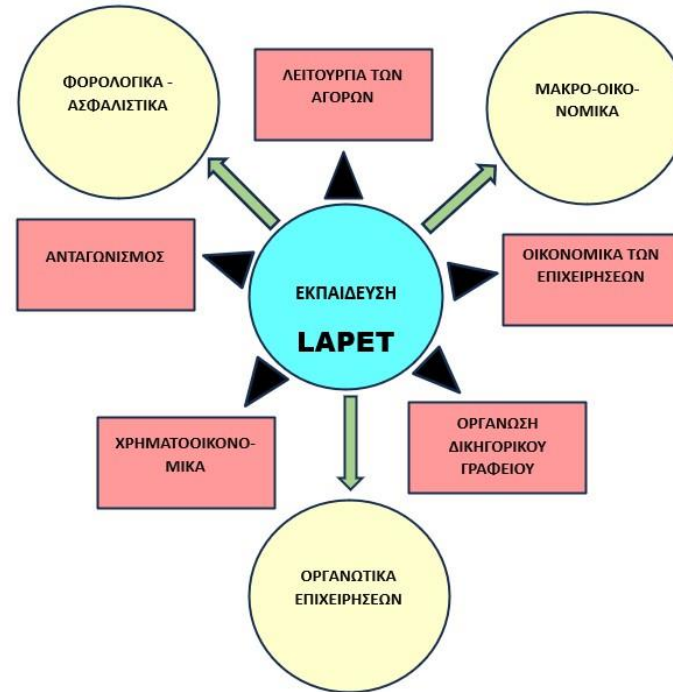 ΦΟΡΟΛΟΓΙΚΑ -
ΑΣΦΑΛΙΣΤΙΚΑ
ΛΕΙΤΟΥΡΓΙΑ ΤΩΝ
ΑΓΟΡΩΝ
ΜΑΚΡΟ-ΟΙΚΟ-
ΝΟΜΙΚΑ
ΑΝΤΑΓΩΝΙΣΜΟΣ
ΟΙΚΟΝΟΜΙΚΑ ΤΩΝ
ΕΠΙΧΕΙΡΗΣΕΩΝ
ΕΚΠΑΙΔΕΥΣΗ
LAPET
ΧΡΗΜΑΤΟΟΙΚΟΝΟ-
ΜΙΚΑ
ΟΡΓΑΝΩΣΗ
ΔΙΚΗΓΟΡΙΚΟΥ
ΓΡΑΦΕΙΟΥ
ΟΡΓΑΝΩΤΙΚΑ
ΕΠΙΧΕΙΡΗΣΕΩΝ